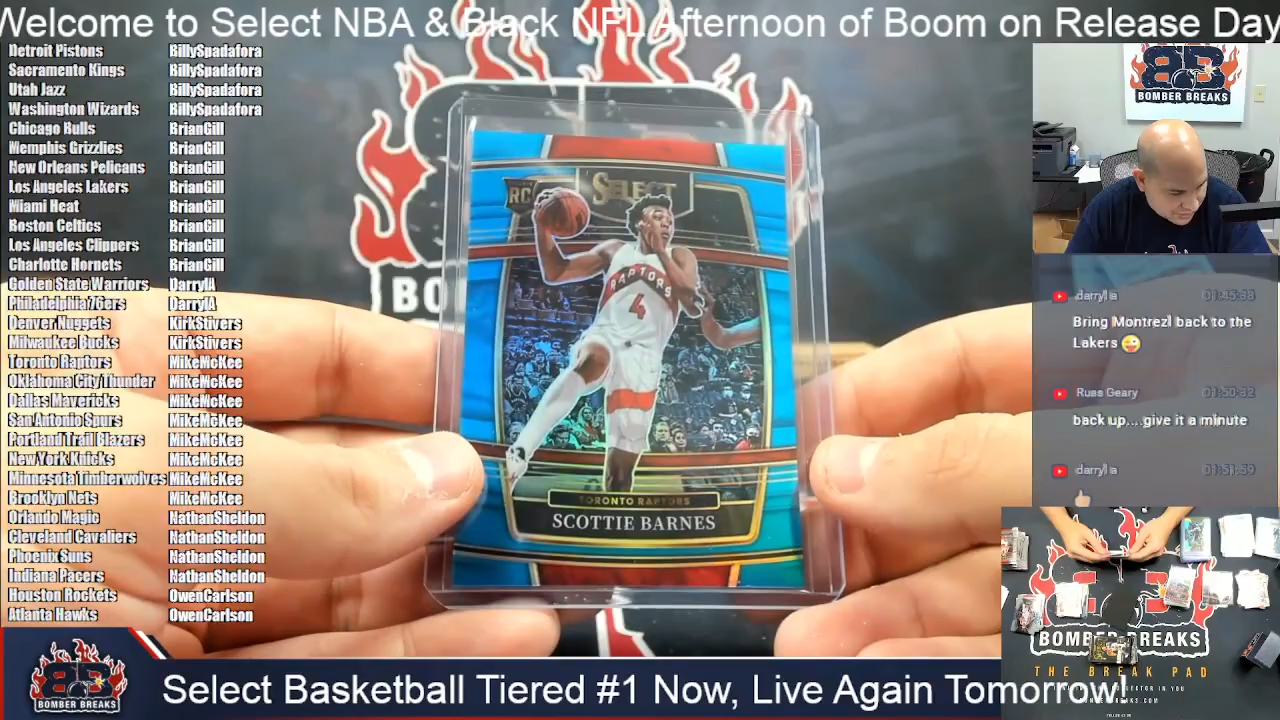 Welcome to Select NBA & Black NFL Afternoon of Boom on Release Day
Detroit Pistons BillySpadafora
Sacramento Kings BillySpadafora
Utah Jazz BillySpadafora
Washington Wizards BillySpadafora
Chicago Bulls BrianGill
Memphis Grizzlies BrianGill
New Orleans Pelicans BrianGill
Los Angeles Lakers BrianGill
Miami Heat BrianGill
Boston Celtics BrianGill
Los Angeles Clippers BrianGill
Charlotte Hornets BrianGill
Golden State Warriors DarrylA
Philadelphia 76ers DarrylA
Denver Nuggets KirkStivers
Milwaukee Bucks KirkStivers
Toronto Raptors MikeMcKee
Oklahoma City Thunder MikeMcKee
Dallas Mavericks MikeMcKee
San Antonio Spurs MikeMcKee
Portland Trail Blazers MikeMcKee
New York Knicks MikeMcKee
Minnesota Timberwolves MikeMcKee
Brooklyn Nets MikeMcKee
Orlando Magic NathanSheldon
Cleveland Cavaliers NathanSheldon
Phoenix Suns NathanSheldon
Indiana Pacers NathanSheldon
Houston Rockets OwenCarlson
Atlanta Hawks OwenCarlson
BO
RC
SELECT
RAPTORS
4
TORONTO RAPTORS
SCOTTIE BARNES
BB
BOMBER BREAKS
darryl a 01:45:38
Bring Montrezl back to the
Lakers 😜
Russ Geary 01:50:32
back up....give it a minute
darryl a 01:51:59
👍
BOMBER BREAKS
THE BREAK PAD
BB
BOMBER BREAKS
Select Basketball Tiered #1 Now, Live Again Tomorrow!